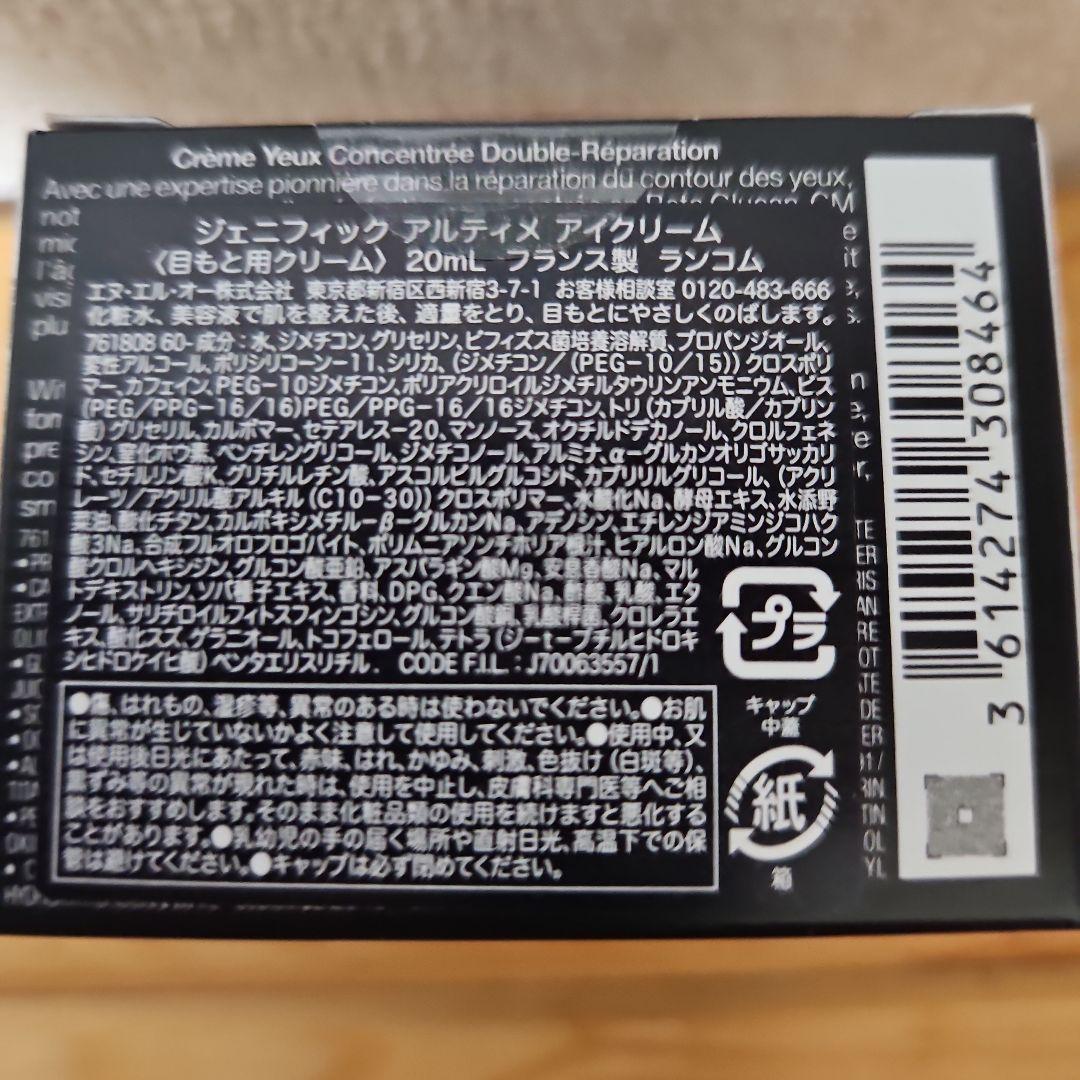 Crème Yeux Concentrée Double-Réparation
Avec une expertise pionnière dans la réparation du contour des yeux,
ジェニフィック アルティメ アイクリーム
〈目もと用クリーム〉 20mL フランス製 ランコム
エヌ・エル・オー株式会社 東京都新宿区西新宿3-7-1 お客様相談室 0120-483-666
化粧水、美容液で肌を整えた後、適量をとり、目もとにやさしくのばします。
761808 60- 成分：水、ジメチコン、グリセリン、ビフィズス菌培養溶解質、プロパンジオール、
変性アルコール、ポリシリコーン-11、シリカ、(ジメチコン/(PEG-10/15))クロスポリ
マー、カフェイン、PEG-10ジメチコン、ポリアクリロイルジメチルタウリンアンモニウム、ビス
(PEG/PPG-16/16)PEG/PPG-16/16ジメチコン、トリ(カプリル酸/カプリン
酸)グリセリル、カルボマー、セテアレス-20、マンノース、オクチルドデカノール、クロルフェネ
シン、窒化ホウ素、ペンチレングリコール、ジメチコノール、アルミナ、α-グルカンオリゴサッカリ
ド、セチルリン酸K、グリチルレチン酸、アスコルビルグルコシド、カプリリルグリコール、(アクリ
レーツ/アクリル酸アルキル(C10-30))クロスポリマー、水酸化Na、酵母エキス、水添野
菜油、酸化チタン、カルボキシメチル-β-グルカンNa、アデノシン、エチレンジアミンジコハク
酸3Na、合成フルオロフロゴパイト、ポリムニアソンチホリア根汁、ヒアルロン酸Na、グルコン
酸クロルヘキシジン、グルコン酸亜鉛、アスパラギン酸Mg、安息香酸Na、マル
トデキストリン、ソバ種子エキス、香料、DPG、クエン酸Na、酢酸、乳酸、エタ
ノール、サリチロイルフィトスフィンゴシン、グルコン酸銅、乳酸桿菌、クロレラエ
キス、酸化スズ、ゲラニオール、トコフェロール、テトラ(ジ-t-ブチルヒドロキ
シヒドロケイヒ酸)ペンタエリスリチル. CODE F.I.L : J70063557/1
●傷、はれもの、湿疹等、異常のある時は使わないでください。●お肌
に異常が生じていないかよく注意して使用してください。●使用中、又
は使用後日光にあたって、赤味、はれ、かゆみ、刺激、色抜け(白斑等)、
黒ずみ等の異常が現れた時は、使用を中止し、皮膚科専門医等へご相
談をおすすめします。そのまま化粧品類の使用を続けますと悪化する
ことがあります。●乳幼児の手の届く場所や直射日光、高温下での保
管は避けてください。●キャップは必ず閉めてください。
プラ
キャップ
中蓋
紙
箱
3 614274 308464